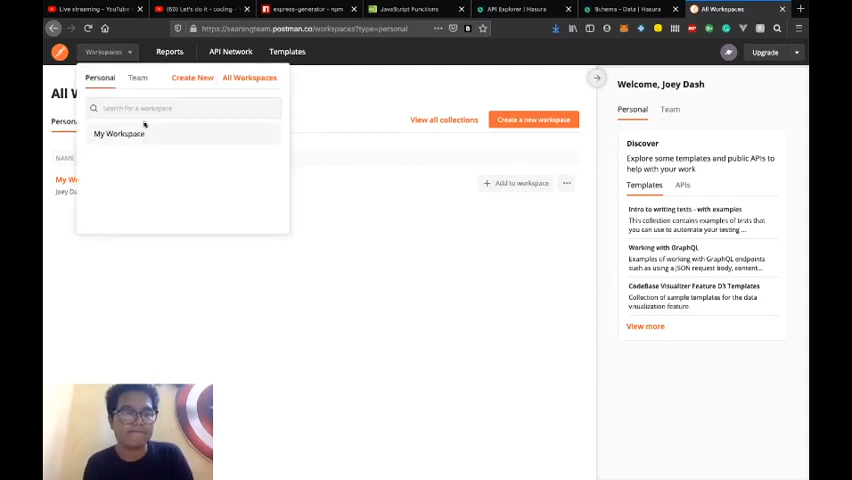 Live streaming - YouTube
(60) Let's do it - cooling
express-generator - npm
JavaScript Functions
API Explorer | Hasura
Schema - Data | Hasura
All Workspaces
https://saarangteam.postman.co/workspaces?type=personal
Workspaces
Reports
API Network
Templates
Upgrade
Personal
Team
Create New
All Workspaces
Search for a workspace
My Workspace
All W
Person
View all collections
Create a new workspace
NAME
My Wo
Joey Da
Add to workspace
Welcome, Joey Dash
Personal
Team
Discover
Explore some templates and public APIs to
help with your work
Templates
APIs
Intro to writing tests - with examples
This collection contains examples of tests that
you can use to automate your testing ...
Working with GraphQL
Examples of working with GraphQL endpoints
such as using a JSON request body, content...
CodeBase Visualizer Feature D3 Templates
Collection of sample templates for the data
visualization feature.
View more